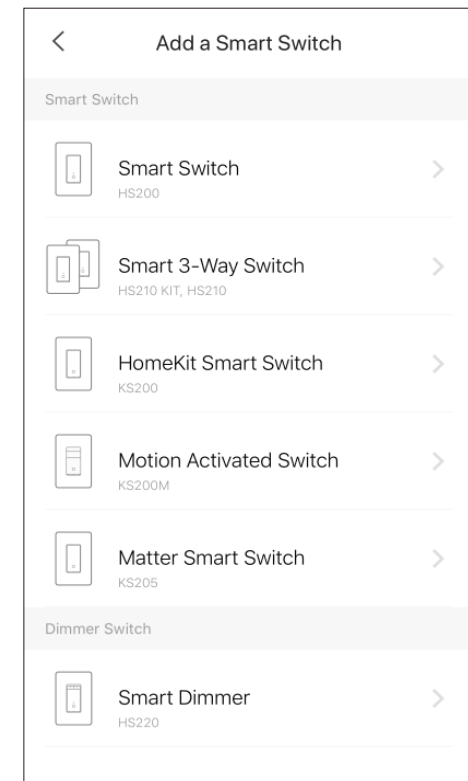 Add a Smart Switch
Smart Switch
Smart Switch
HS200
Smart 3-Way Switch
HS210 KIT, HS210
HomeKit Smart Switch
KS200
Motion Activated Switch
KS200M
Matter Smart Switch
KS205
Dimmer Switch
Smart Dimmer
HS220